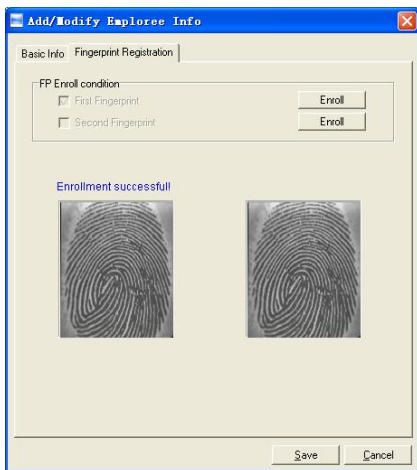 Add/Modify Emploree Info
Basic Info Fingerprint Registration
FP Enroll condition
First Fingerprint Enroll
Second Fingerprint Enroll
Enrollment successful!
Save Cancel